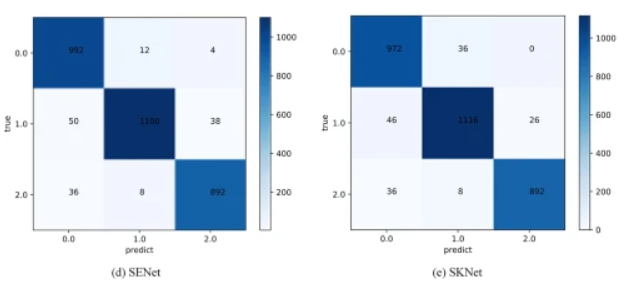 0.0 992 12 4
1.0 50 1100 38
2.0 36 8 892
0.0 1.0 2.0
true
predict
1000
800
600
400
200
(d) SENet
0.0 972 36 0
1.0 46 1116 26
2.0 36 8 892
0.0 1.0 2.0
true
predict
1000
800
600
400
200
0
(e) SKNet